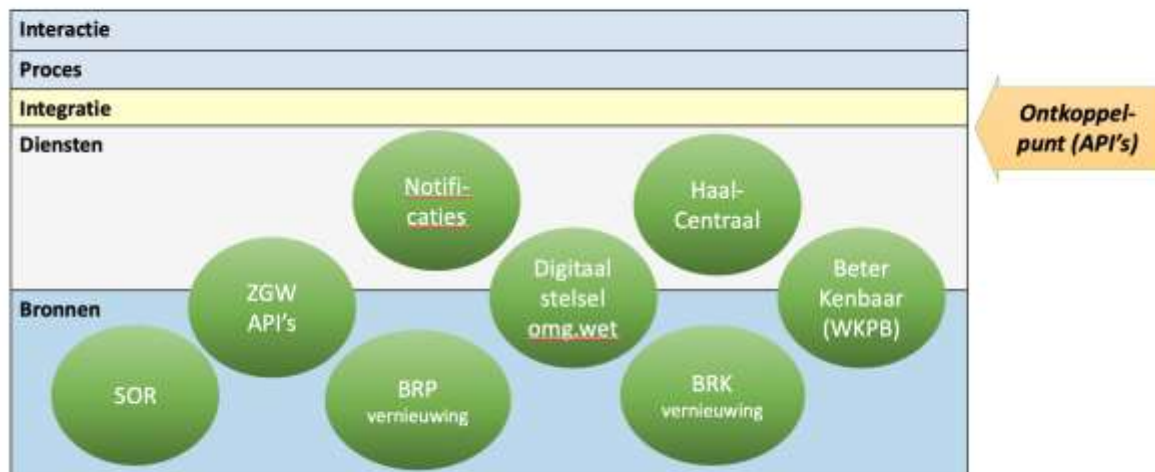 Interactie
Proces
Integratie
Ontkoppel-
punt (API's)
Diensten
Notifi-
caties
Haal-
Centraal
ZGW
API's
Digitaal
stelsel
omg.wet
Beter
Kenbaar
(WKPB)
Bronnen
SOR
BRP
vernieuwing
BRK
vernieuwing